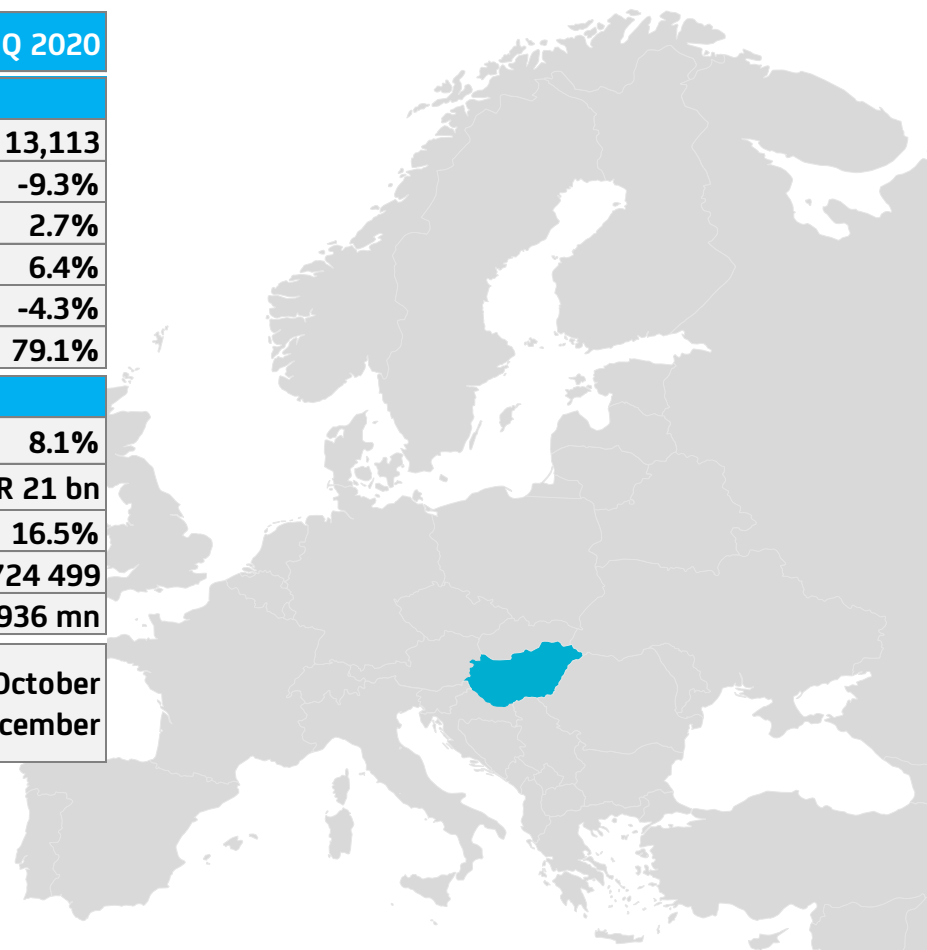 Q 2020
13,113
-9.3%
2.7%
6.4%
-4.3%
79.1%
8.1%
R 21 bn
16.5%
724 499
936 mn
October
cember